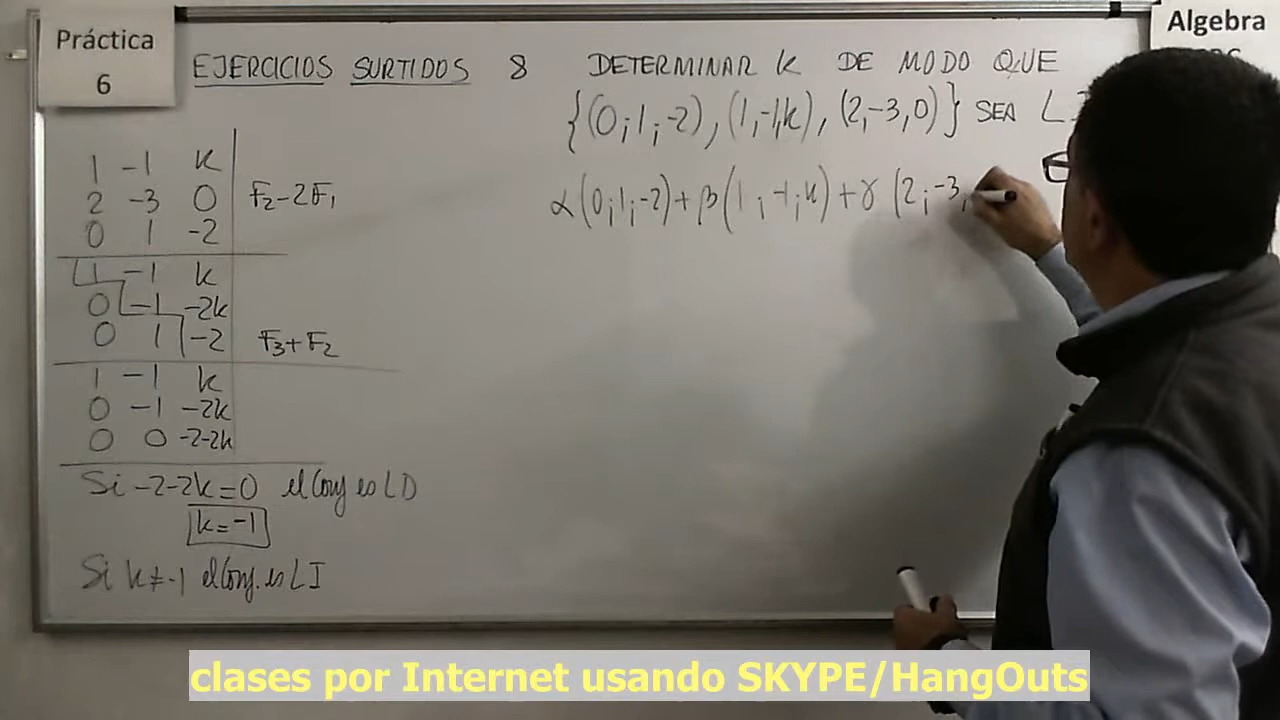 Práctica
6
Algebra
EJERCICIOS SURTIDOS 8 DETERMINAR K DE MODO QUE
{(0;1;-2), (1,-1,k), (2,-3,0)} SEA
α(0;1;-2)+β(1;-1;k)+γ(2;-3;
1 -1 k
2 -3 0 F2-2F1
0 1 -2
1 -1 k
0 -1 -2k
0 1 -2 F3+F2
1 -1 k
0 -1 -2k
0 0 -2-2k
Si -2-2k=0 el Conj es LD
k=-1
Si k≠-1 el Conj. es LI
clases por Internet usando SKYPE/HangOuts